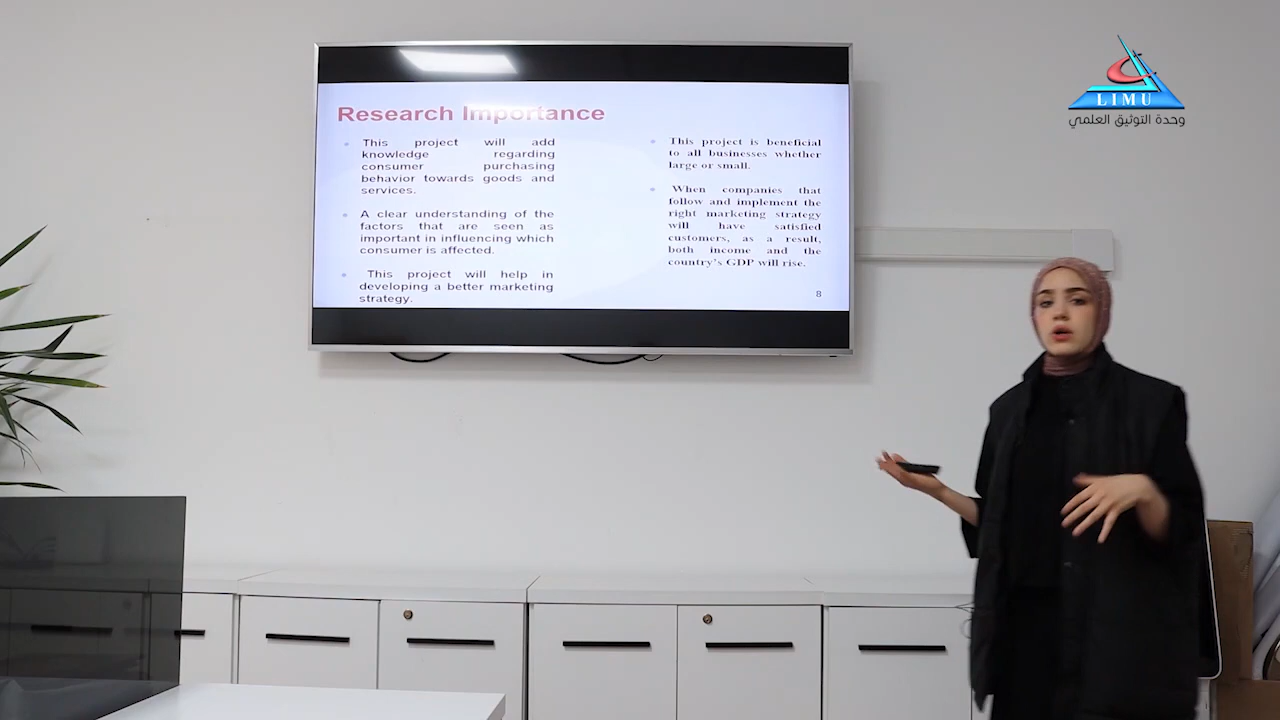 Research Importance
This project will add
knowledge regarding
consumer purchasing
behavior towards goods and
services.
A clear understanding of the
factors that are seen as
important in influencing which
consumer is affected.
This project will help in
developing a better marketing
strategy.
This project is beneficial
to all businesses whether
large or small.
When companies that
follow and implement the
right marketing strategy
will have satisfied
customers, as a result,
both income and the
country's GDP will rise.
8
LIMU
وحدة التوثيق العلمي